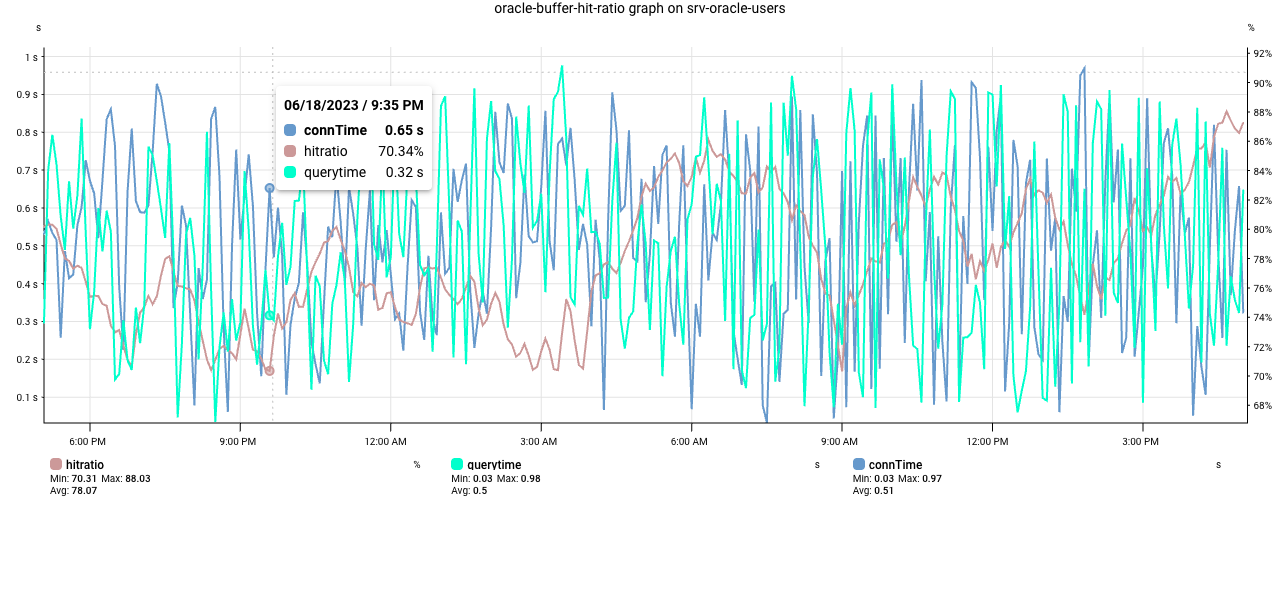 oracle-buffer-hit-ratio graph on srv-oracle-users
s %
1 s 92%
0.9 s 90%
0.8 s 88%
0.7 s 86%
0.6 s 84%
0.5 s 82%
0.4 s 80%
0.3 s 78%
0.2 s 76%
0.1 s 74%
72%
70%
68%
06/18/2023 / 9:35 PM
connTime 0.65 s
hitratio 70.34%
querytime 0.32 s
6:00 PM 9:00 PM 12:00 AM 3:00 AM 6:00 AM 9:00 AM 12:00 PM 3:00 PM
hitratio % querytime s connTime s
Min: 70.31 Max: 88.03 Min: 0.03 Max: 0.98 Min: 0.03 Max: 0.97
Avg: 78.07 Avg: 0.5 Avg: 0.51